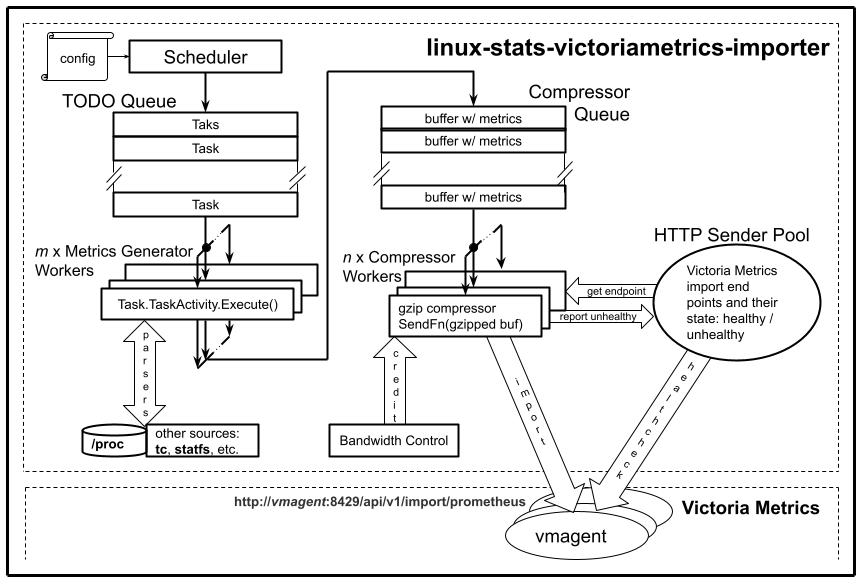 linux-stats-victoriametrics-importer
config
Scheduler
TODO Queue
Taks
Task
Task
m x Metrics Generator
Workers
Task.TaskActivity.Execute()
parsers
/proc
other sources:
tc, statfs, etc.
Compressor
Queue
buffer w/ metrics
buffer w/ metrics
buffer w/ metrics
n x Compressor
Workers
gzip compressor
SendFn(gzipped buf)
credit
Bandwidth Control
HTTP Sender Pool
Victoria Metrics
import end
points and their
state: healthy /
unhealthy
get endpoint
report unhealthy
import
healthcheck
http://vmagent:8429/api/v1/import/prometheus
Victoria Metrics
vmagent